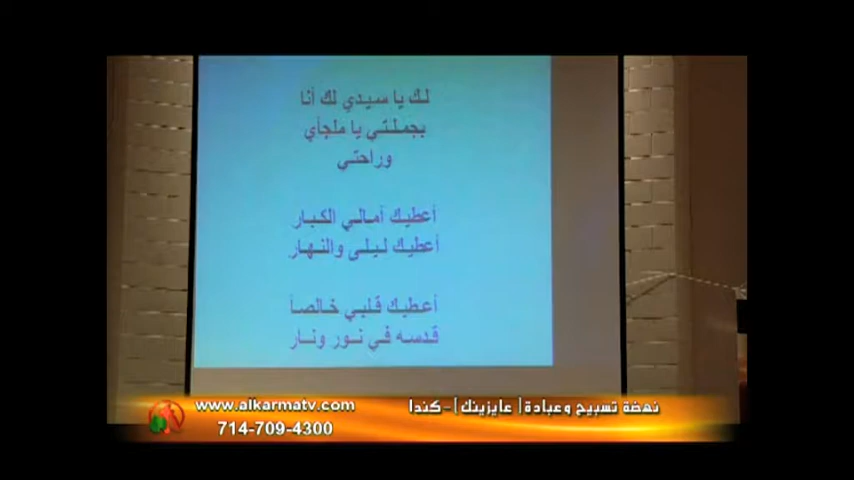 لك يا سيدي لك أنا
بجملتي يا ملجأي
وراحتي
أعطيك آمالي الكبار
أعطيك ليلى والنهار
أعطيك قلبي خالصاً
قدسه في نور ونار
www.alkarmatv.com
نهضة تسبيح وعبادة [عايزينك] - كندا
714-709-4300